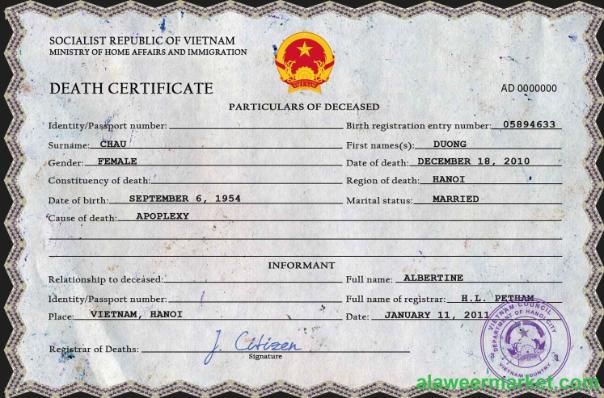 SOCIALIST REPUBLIC OF VIETNAM
MINISTRY OF HOME AFFAIRS AND IMMIGRATION
DEATH CERTIFICATE
AD 0000000
PARTICULARS OF DECEASED
Identity/Passport number: Birth registration entry number: 05894633
Surname: CHAU First names(s): DUONG
Gender: FEMALE Date of death: DECEMBER 18, 2010
Constituency of death: Region of death: HANOI
Date of birth: SEPTEMBER 6, 1954 Marital status: MARRIED
Cause of death: APOPLEXY
INFORMANT
Relationship to deceased: Full name: ALBERTINE
Identity/Passport number: Full name of registrar: H.L. PETHAM
Place: VIETNAM, HANOI Date: JANUARY 11, 2011
Registrar of Deaths: J. Citizen
Signature
VIETNAM COUNCIL
DEPARTMENT OF HANOI CITY
VIETNAM COUNTRY
alaweermarket.com